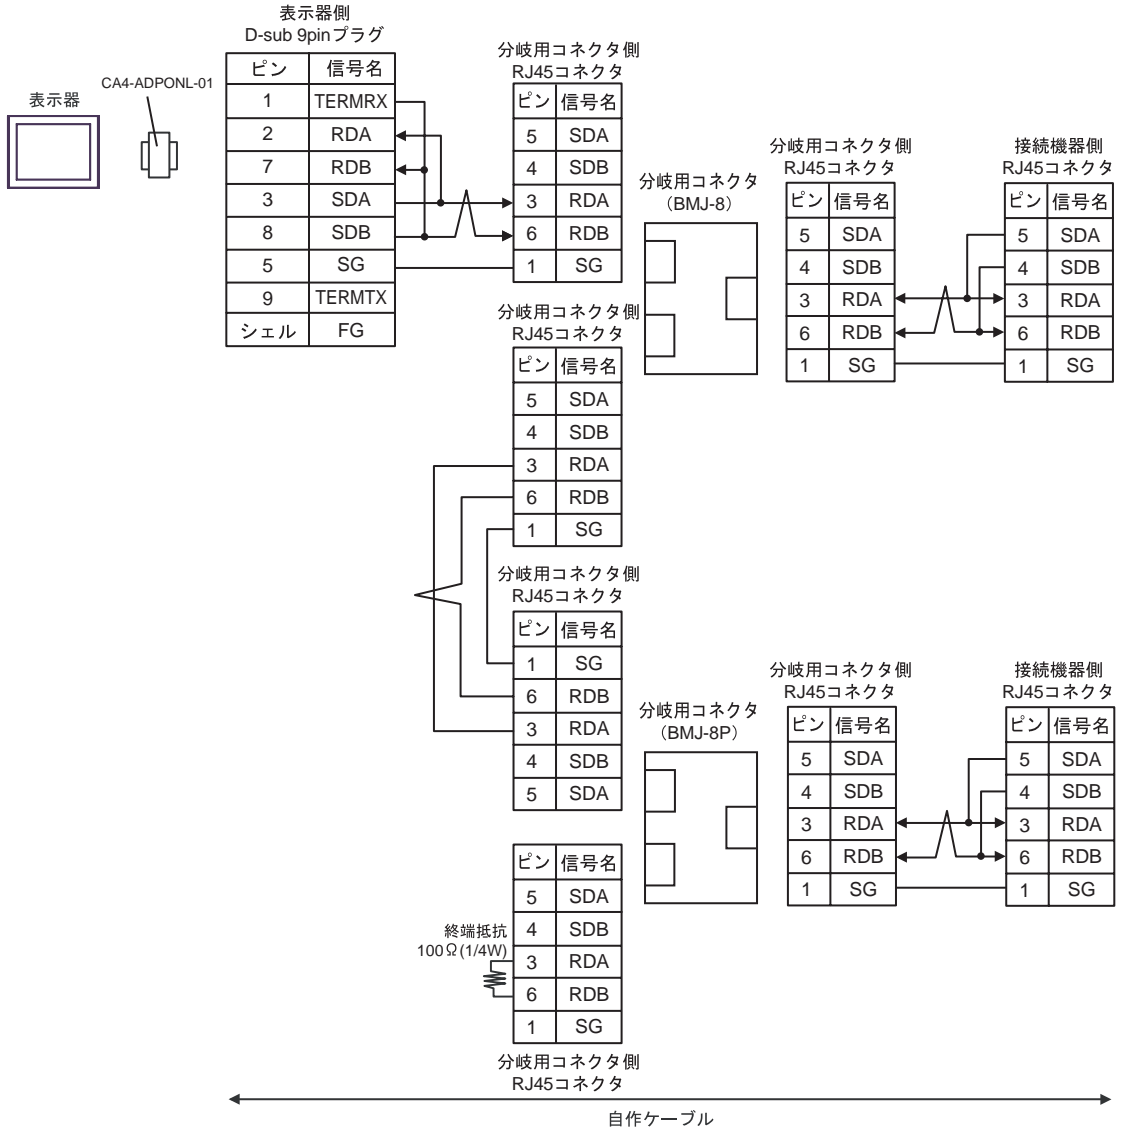 表示器側
D-sub 9pinプラグ
表示器
CA4-ADPONL-01
ピン 信号名
1 TERMRX
2 RDA
7 RDB
3 SDA
8 SDB
5 SG
9 TERMTX
シェル FG
分岐用コネクタ側
RJ45コネクタ
ピン 信号名
5 SDA
4 SDB
3 RDA
6 RDB
1 SG
分岐用コネクタ
（BMJ-8）
分岐用コネクタ側
RJ45コネクタ
ピン 信号名
5 SDA
4 SDB
3 RDA
6 RDB
1 SG
接続機器側
RJ45コネクタ
ピン 信号名
5 SDA
4 SDB
3 RDA
6 RDB
1 SG
分岐用コネクタ側
RJ45コネクタ
ピン 信号名
5 SDA
4 SDB
3 RDA
6 RDB
1 SG
分岐用コネクタ側
RJ45コネクタ
ピン 信号名
1 SG
6 RDB
3 RDA
4 SDB
5 SDA
分岐用コネクタ
（BMJ-8P）
分岐用コネクタ側
RJ45コネクタ
ピン 信号名
5 SDA
4 SDB
3 RDA
6 RDB
1 SG
接続機器側
RJ45コネクタ
ピン 信号名
5 SDA
4 SDB
3 RDA
6 RDB
1 SG
終端抵抗
100Ω(1/4W)
ピン 信号名
5 SDA
4 SDB
3 RDA
6 RDB
1 SG
分岐用コネクタ側
RJ45コネクタ
自作ケーブル